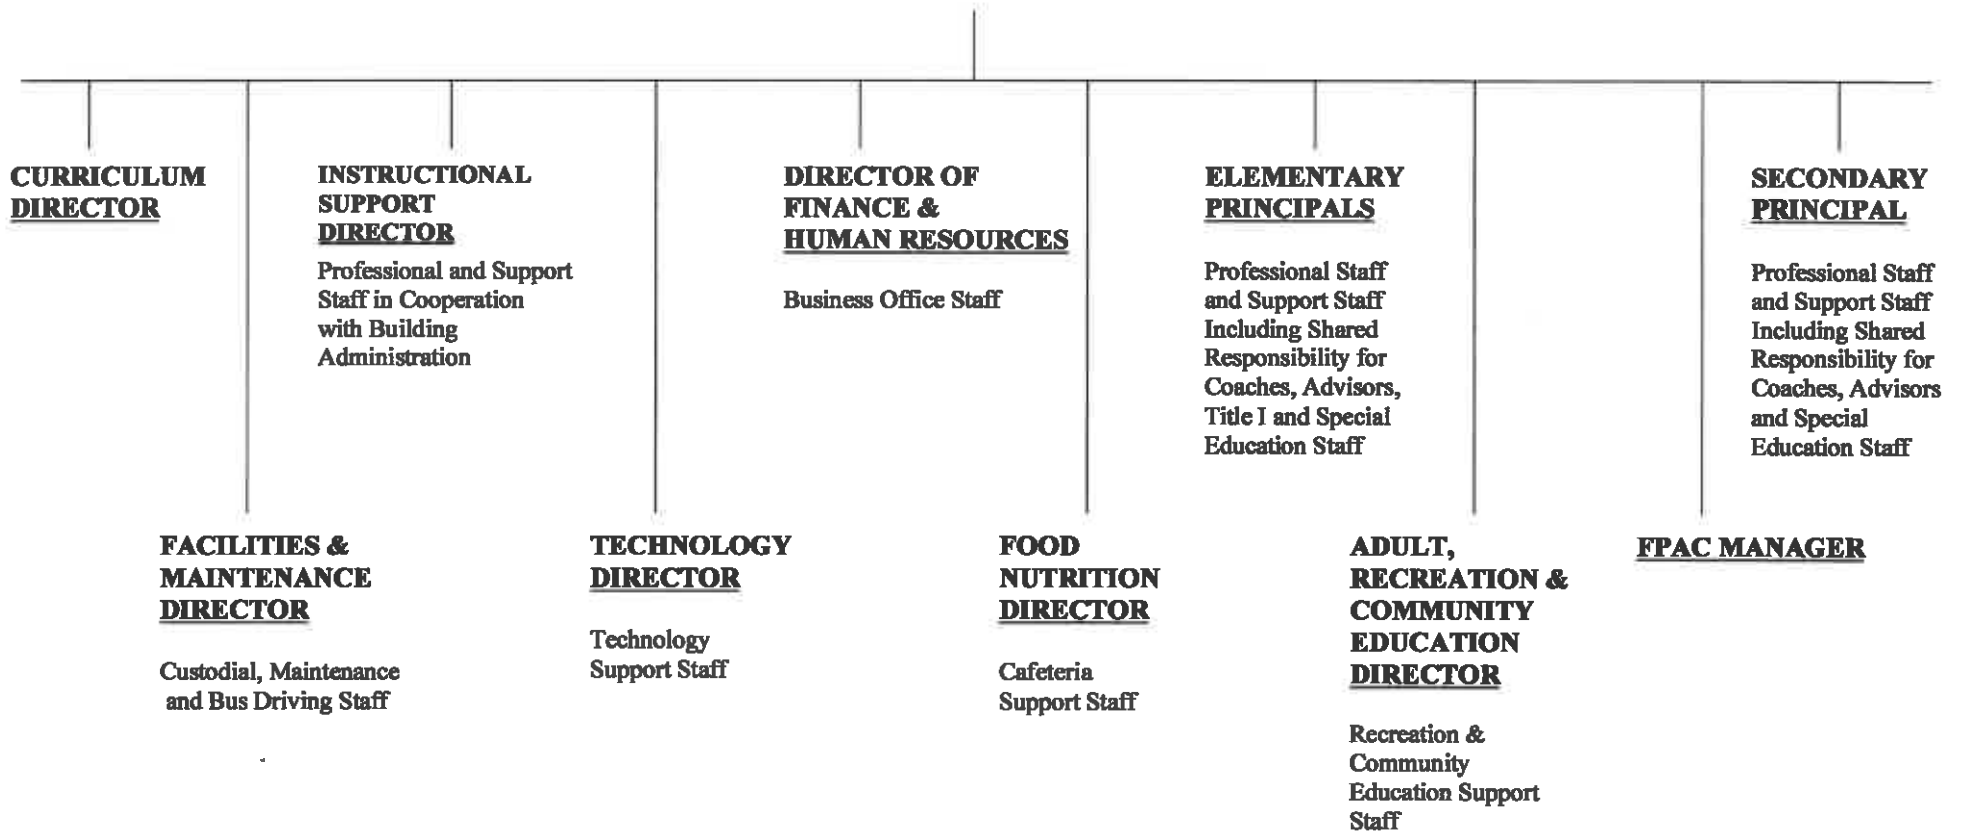 CURRICULUM
DIRECTOR
INSTRUCTIONAL
SUPPORT
DIRECTOR
Professional and Support
Staff in Cooperation
with Building
Administration
DIRECTOR OF
FINANCE &
HUMAN RESOURCES
Business Office Staff
ELEMENTARY
PRINCIPALS
Professional Staff
and Support Staff
Including Shared
Responsibility for
Coaches, Advisors,
Title I and Special
Education Staff
SECONDARY
PRINCIPAL
Professional Staff
and Support Staff
Including Shared
Responsibility for
Coaches, Advisors
and Special
Education Staff
FACILITIES &
MAINTENANCE
DIRECTOR
Custodial, Maintenance
and Bus Driving Staff
TECHNOLOGY
DIRECTOR
Technology
Support Staff
FOOD
NUTRITION
DIRECTOR
Cafeteria
Support Staff
ADULT,
RECREATION &
COMMUNITY
EDUCATION
DIRECTOR
Recreation &
Community
Education Support
Staff
FPAC MANAGER